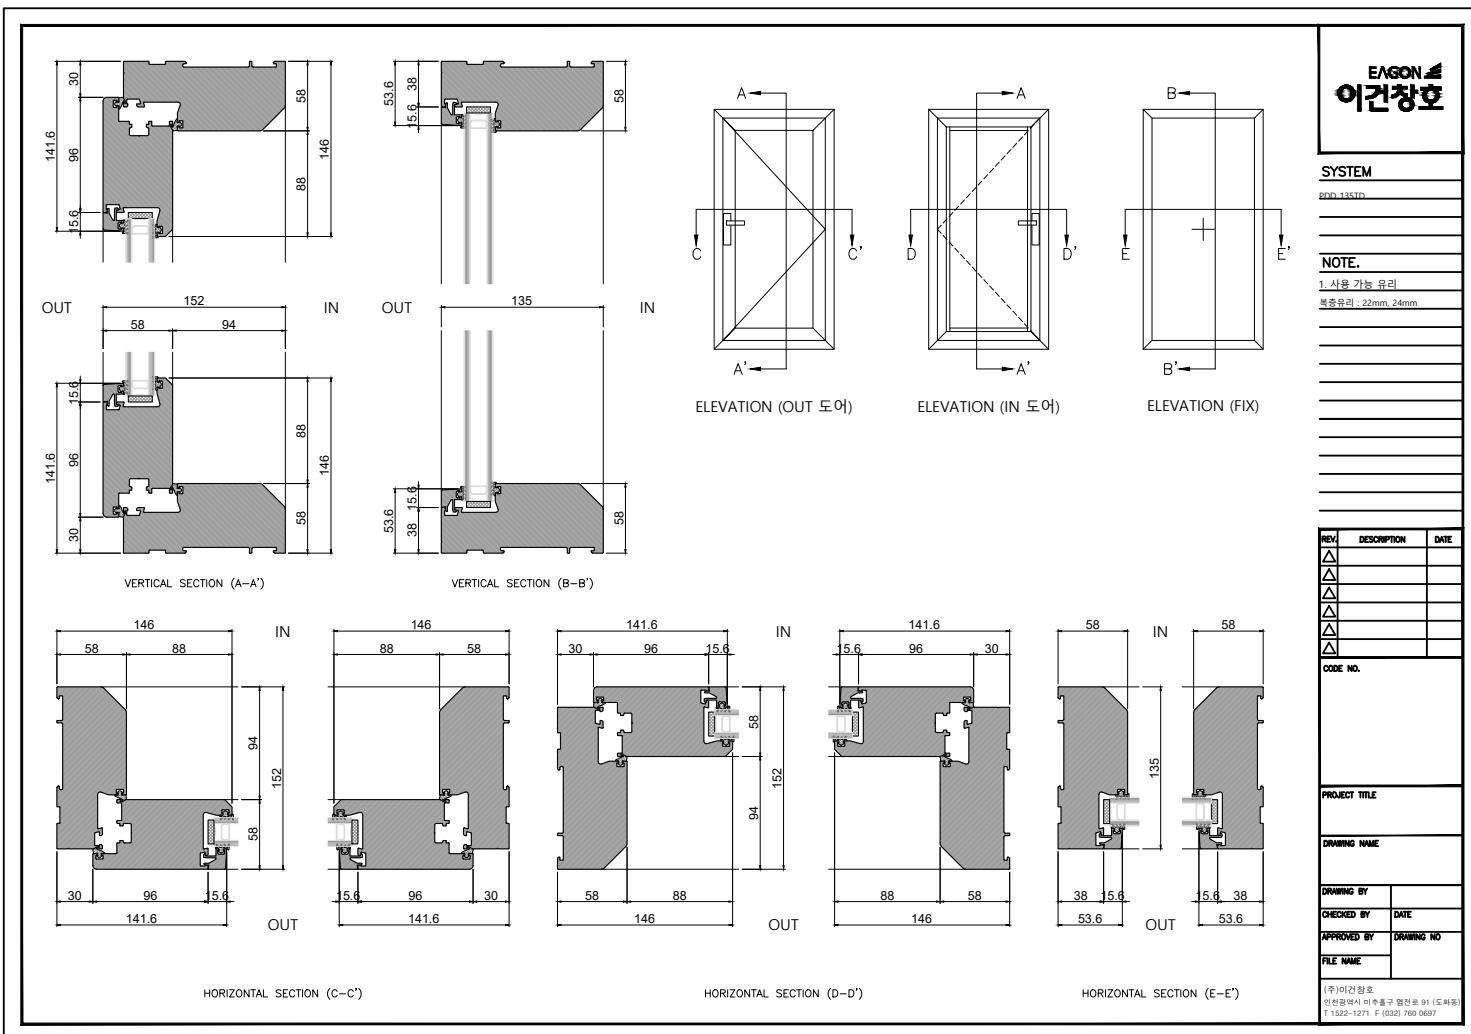 30
96
15.6
141.6
58
88
146
OUT
152
IN
58
94
15.6
96
30
141.6
88
58
146
VERTICAL SECTION (A-A')
53.6
38
15.6
58
OUT
135
IN
15.6
38
53.6
58
VERTICAL SECTION (B-B')
A
A
B
C
C'
D
D'
E
E'
A'
A'
B'
ELEVATION (OUT 도어)
ELEVATION (IN 도어)
ELEVATION (FIX)
146
IN
58
88
94
152
58
30
96
15.6
141.6
OUT
146
88
58
15.6
96
30
141.6
HORIZONTAL SECTION (C-C')
141.6
IN
30
96
15.6
58
152
94
58
88
146
OUT
141.6
15.6
96
30
88
58
146
HORIZONTAL SECTION (D-D')
58
IN
58
135
38
15.6
53.6
OUT
15.6
38
53.6
HORIZONTAL SECTION (E-E')
EAGON
이건창호
SYSTEM
PDD 135TD
NOTE.
1. 사용 가능 유리
복층유리 : 22mm, 24mm
REV. DESCRIPTION DATE
CODE NO.
PROJECT TITLE
DRAWING NAME
DRAWING BY
CHECKED BY DATE
APPROVED BY DRAWING NO
FILE NAME
(주)이건창호
인천광역시 미추홀구 염전로 91 (도화동)
T 1522-1271 F (032) 760 0697